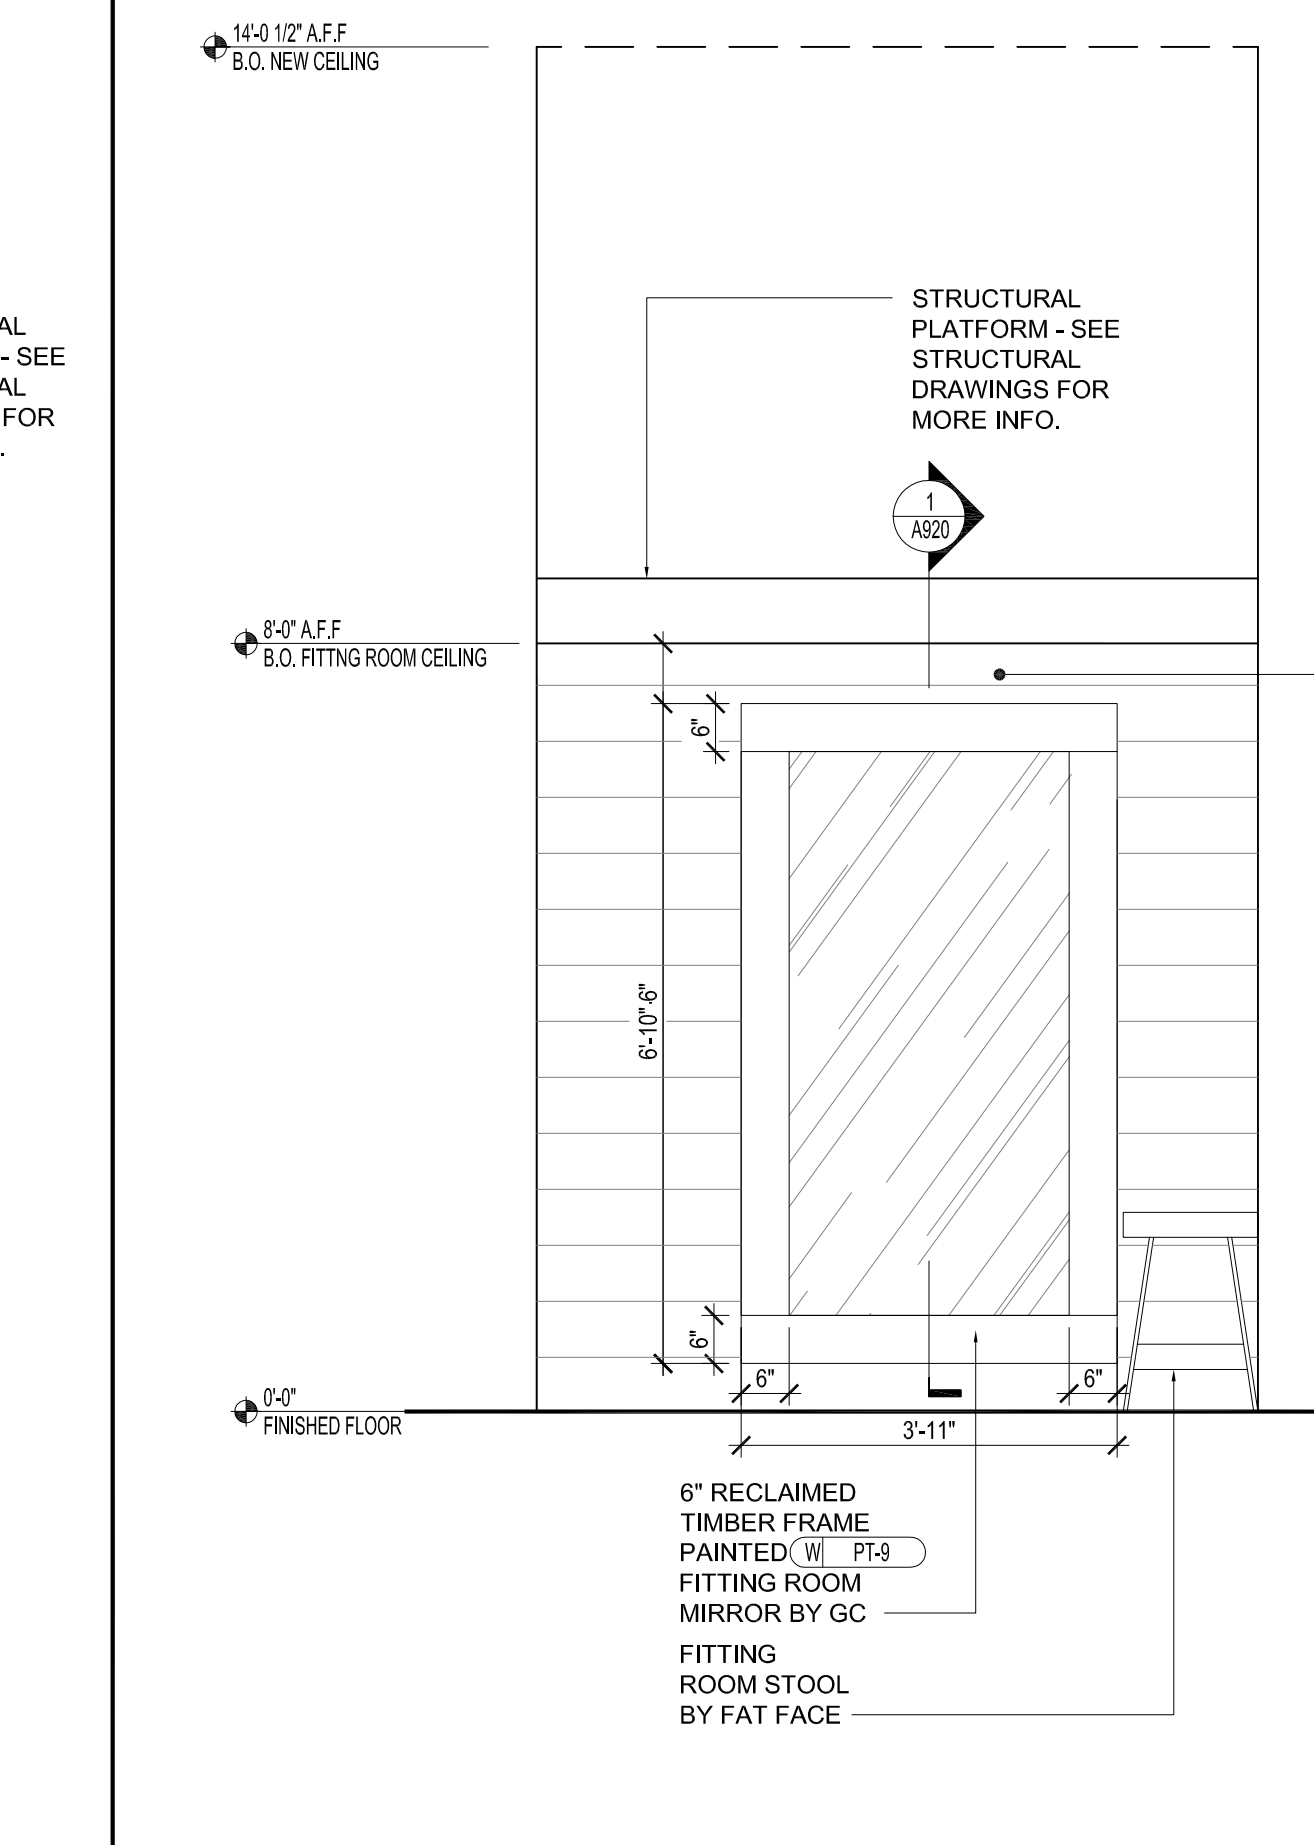 14'-0 1/2" A.F.F
B.O. NEW CEILING
AL
- SEE
AL
FOR
.
STRUCTURAL
PLATFORM - SEE
STRUCTURAL
DRAWINGS FOR
MORE INFO.
1
A920
8'-0" A.F.F
B.O. FITTNG ROOM CEILING
6"
6'-10" 6"
6"
6"
6"
0'-0"
FINISHED FLOOR
3'-11"
6" RECLAIMED
TIMBER FRAME
PAINTED W PT-9
FITTING ROOM
MIRROR BY GC
FITTING
ROOM STOOL
BY FAT FACE